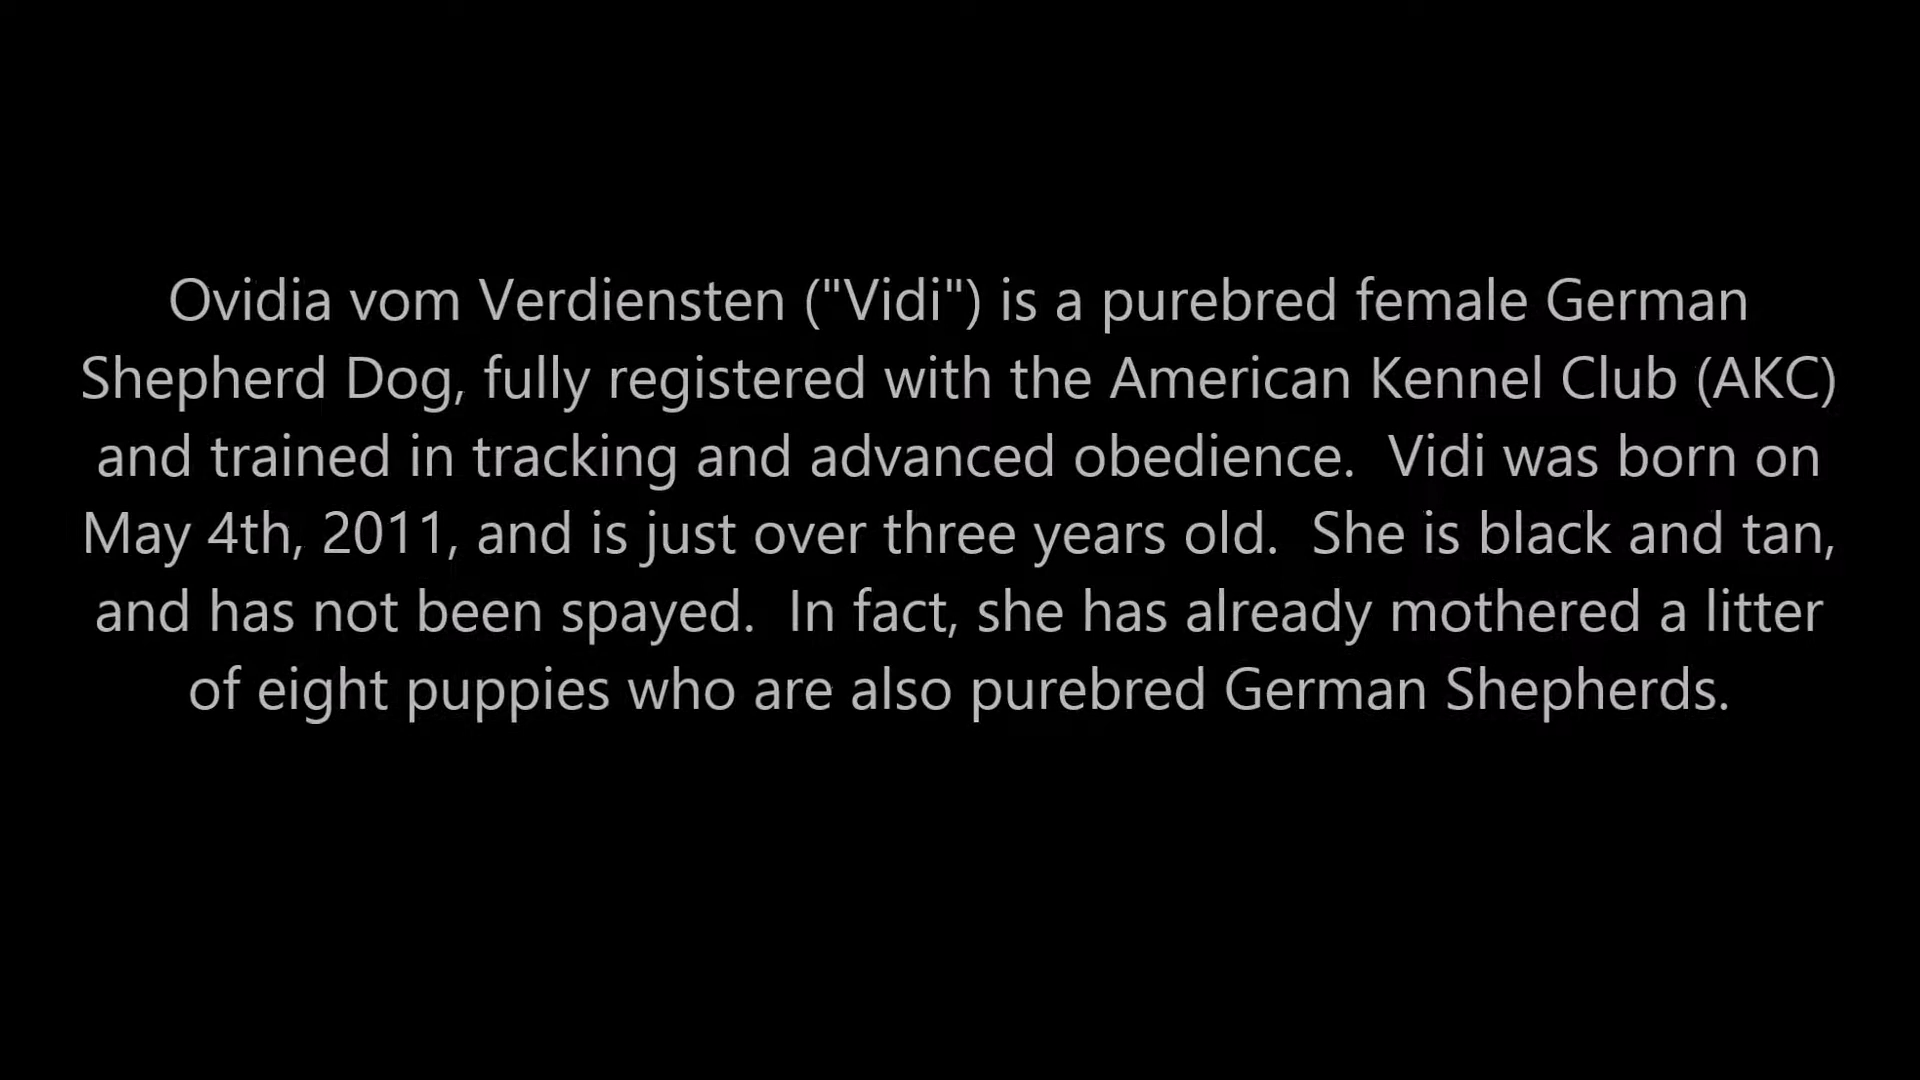 Ovidia vom Verdiensten ("Vidi") is a purebred female German
Shepherd Dog, fully registered with the American Kennel Club (AKC)
and trained in tracking and advanced obedience.  Vidi was born on
May 4th, 2011, and is just over three years old.  She is black and tan,
and has not been spayed.  In fact, she has already mothered a litter
of eight puppies who are also purebred German Shepherds.